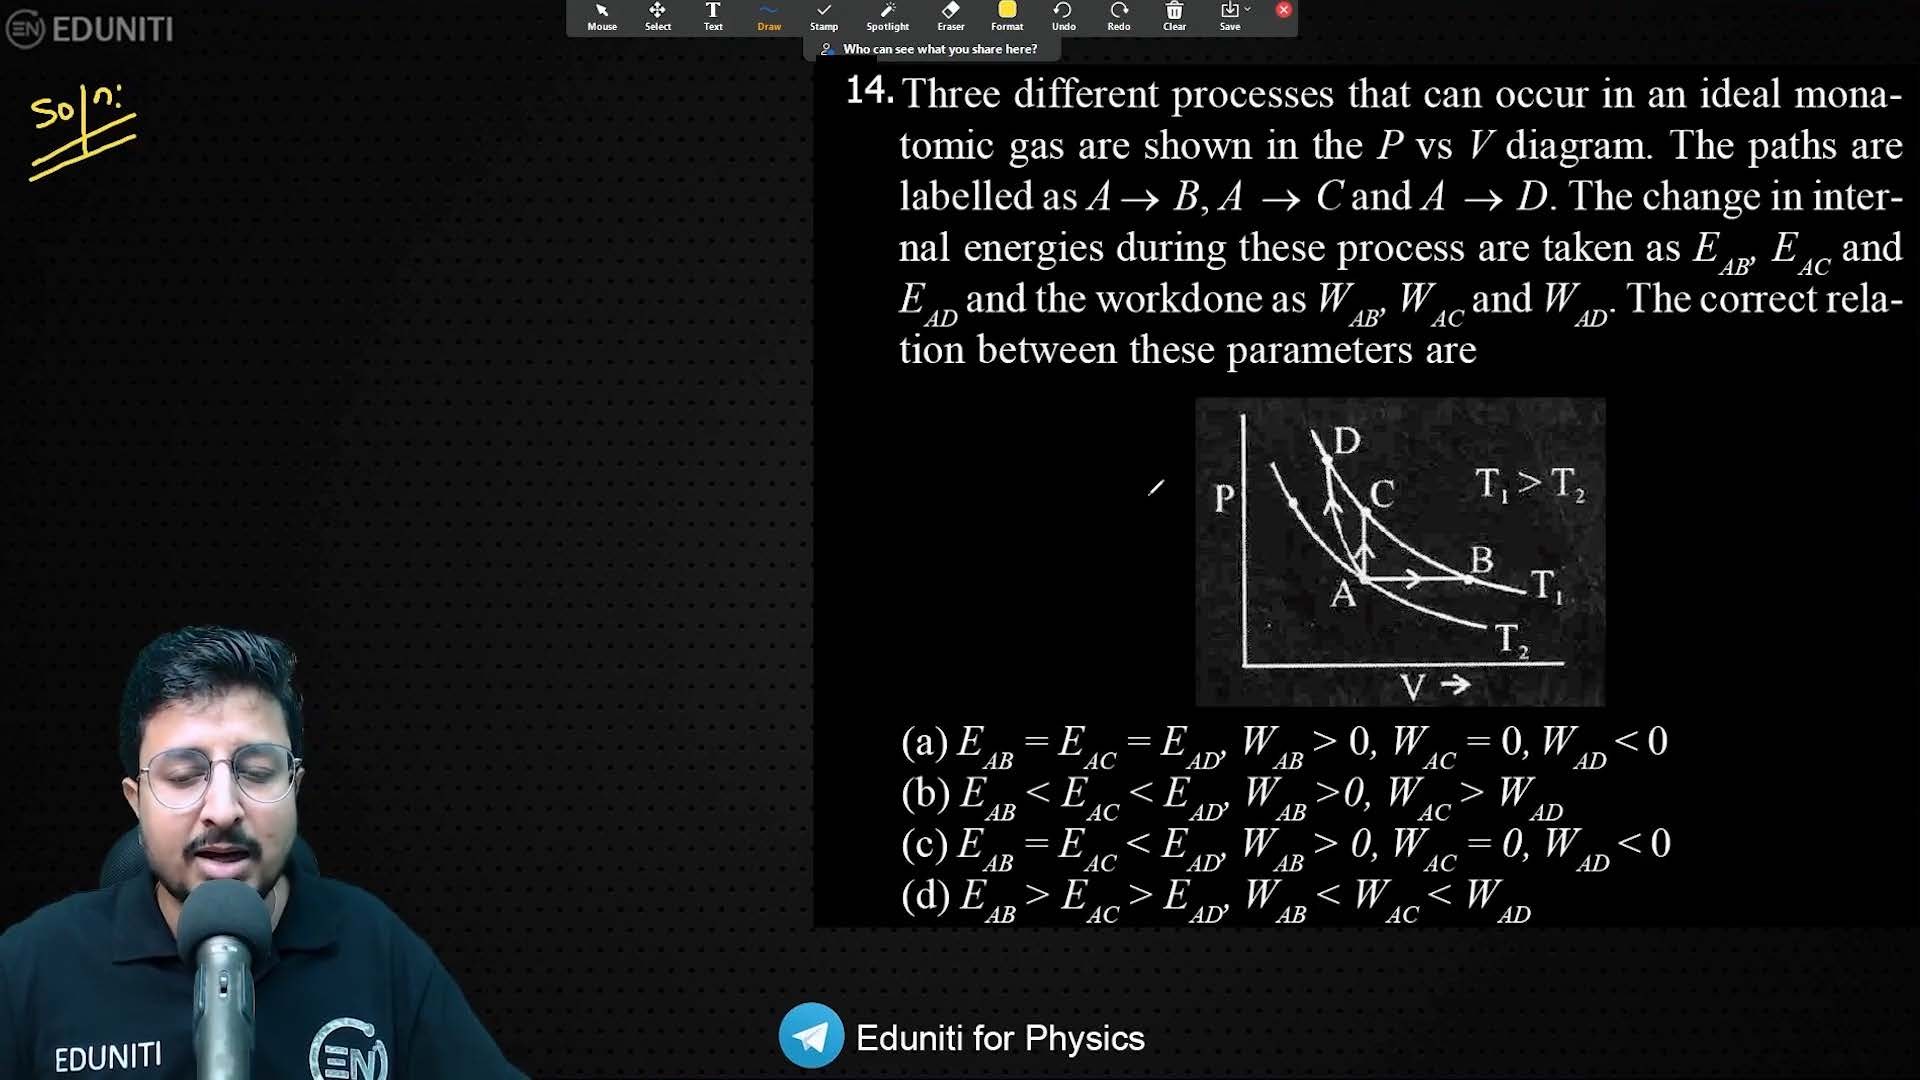 EN EDUNITI
Mouse Select Text Draw Stamp Spotlight Eraser Format Undo Redo Clear Save
Who can see what you share here?
Soln:
14. Three different processes that can occur in an ideal mona-
tomic gas are shown in the P vs V diagram. The paths are
labelled as A → B, A → C and A → D. The change in inter-
nal energies during these process are taken as E_AB, E_AC and
E_AD and the workdone as W_AB, W_AC and W_AD. The correct rela-
tion between these parameters are
D
P
C
T₁ > T₂
B
A
T₁
T₂
V →
(a) E_AB = E_AC = E_AD, W_AB > 0, W_AC = 0, W_AD < 0
(b) E_AB < E_AC < E_AD, W_AB >0, W_AC > W_AD
(c) E_AB = E_AC < E_AD, W_AB > 0, W_AC = 0, W_AD < 0
(d) E_AB > E_AC > E_AD, W_AB < W_AC < W_AD
EDUNITI
EN
Eduniti for Physics